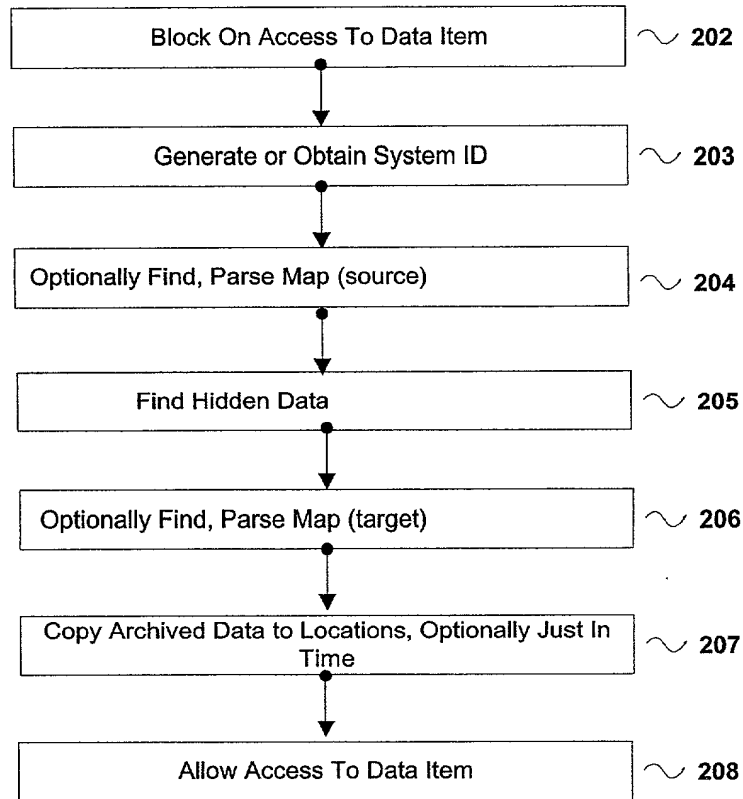 Block On Access To Data Item 202
Generate or Obtain System ID 203
Optionally Find, Parse Map (source) 204
Find Hidden Data 205
Optionally Find, Parse Map (target) 206
Copy Archived Data to Locations, Optionally Just In
Time 207
Allow Access To Data Item 208